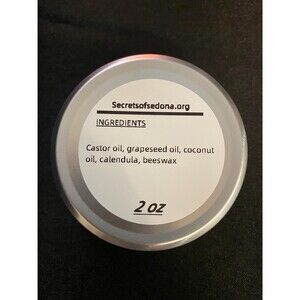 Secretsofsedona.org
INGREDIENTS
Castor oil, grapeseed oil, coconut
oil, calendula, beeswax
2 OZ